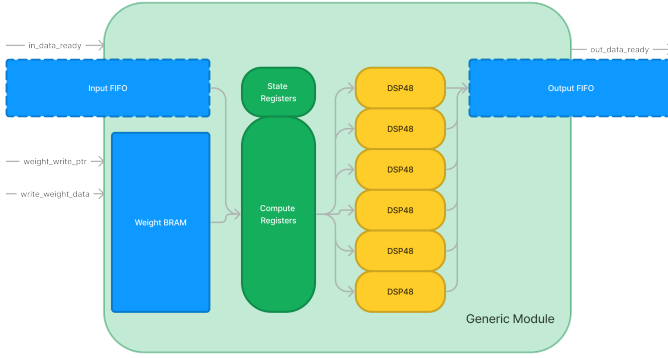 in_data_ready
out_data_ready
Input FIFO
State
Registers
DSP48
Output FIFO
DSP48
weight_write_ptr
DSP48
write_weight_data
Weight BRAM
Compute
Registers
DSP48
DSP48
DSP48
Generic Module